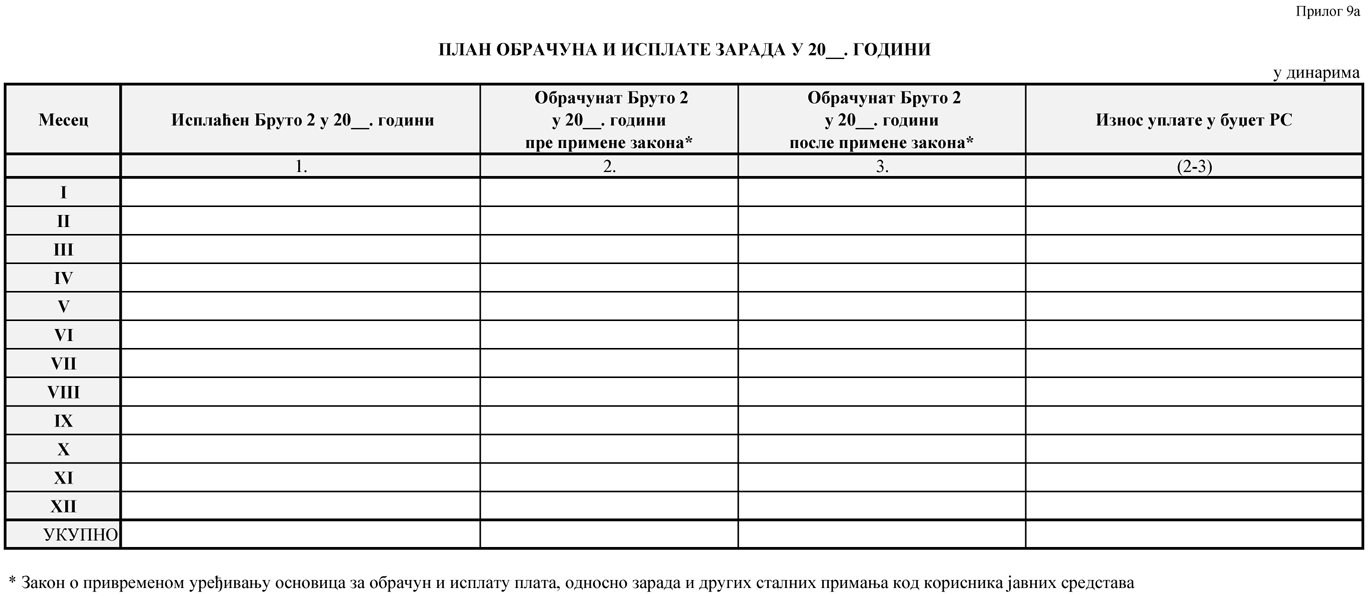 Прилог 9а
ПЛАН ОБРАЧУНА И ИСПЛАТЕ ЗАРАДА У 20__. ГОДИНИ
у динарима
Месец
Исплаћен Бруто 2 у 20__. години
Обрачунат Бруто 2
у 20__. години
пре примене закона*
Обрачунат Бруто 2
у 20__. години
после примене закона*
Износ уплате у буџет РС
1.
2.
3.
(2-3)
I
II
III
IV
V
VI
VII
VIII
IX
X
XI
XII
УКУПНО
* Закон о привременом уређивању основица за обрачун и исплату плата, односно зарада и других сталних примања код корисника јавних средстава